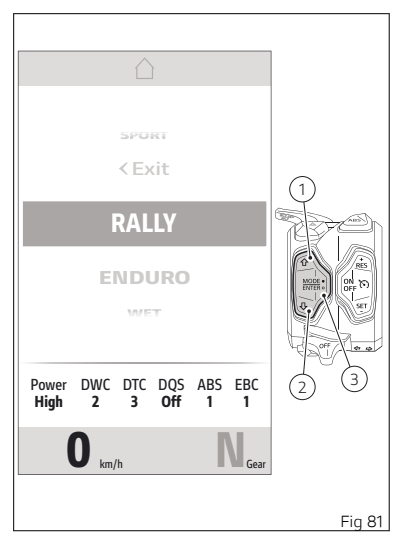 SPORT
<Exit
RALLY
ENDURO
WET
Power DWC DTC DQS ABS EBC
High 2 3 Off 1 1
0 km/h N Gear
1
ABS
+
RES
MODE
ENTER
ON
OFF
SET
-
OFF
2
3
Fig 81